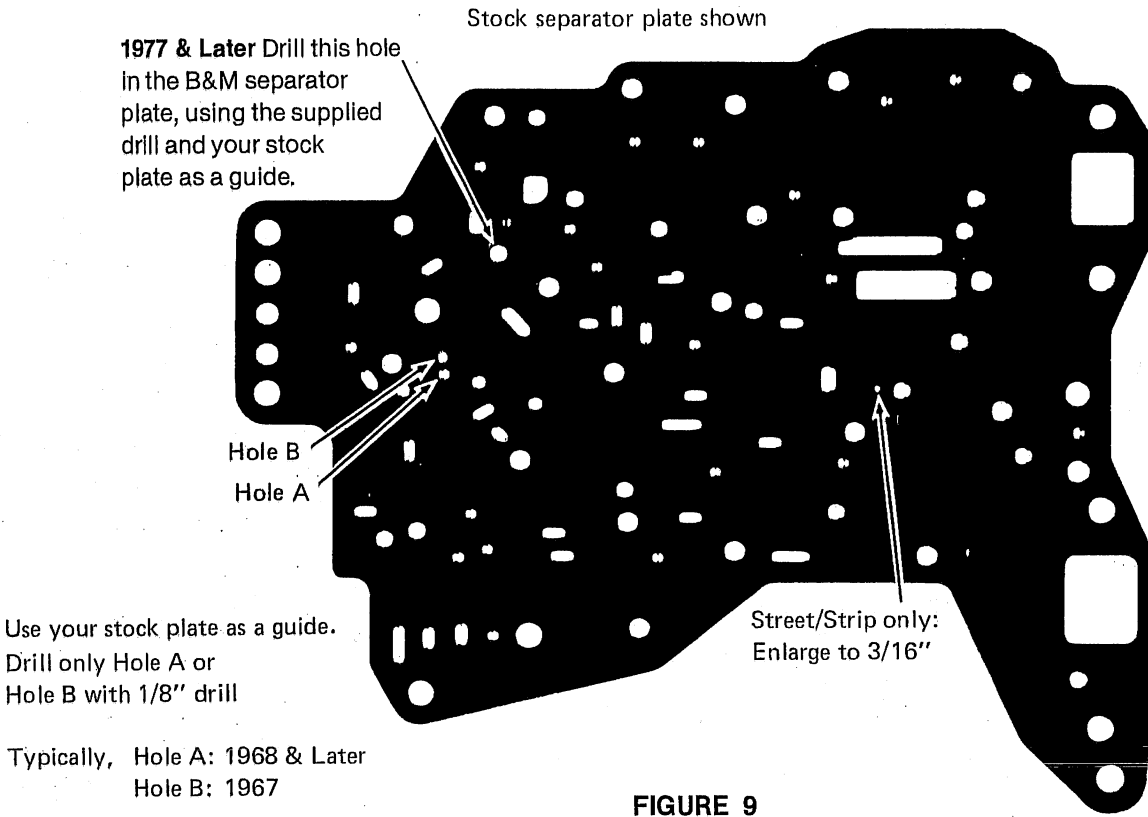 Stock separator plate shown
1977 & Later Drill this hole
in the B&M separator
plate, using the supplied
drill and your stock
plate as a guide.
Hole B
Hole A
Use your stock plate as a guide.
Drill only Hole A or
Hole B with 1/8" drill
Typically, Hole A: 1968 & Later
Hole B: 1967
Street/Strip only:
Enlarge to 3/16"
FIGURE 9